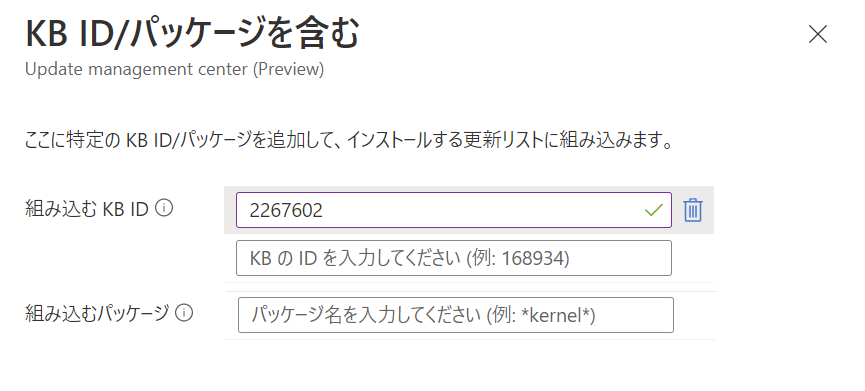 KB ID/パッケージを含む
Update management center (Preview)
ここに特定の KB ID/パッケージを追加して、インストールする更新リストに組み込みます。
組み込む KB ID
2267602
KB の ID を入力してください (例: 168934)
組み込むパッケージ
パッケージ名を入力してください (例: *kernel*)